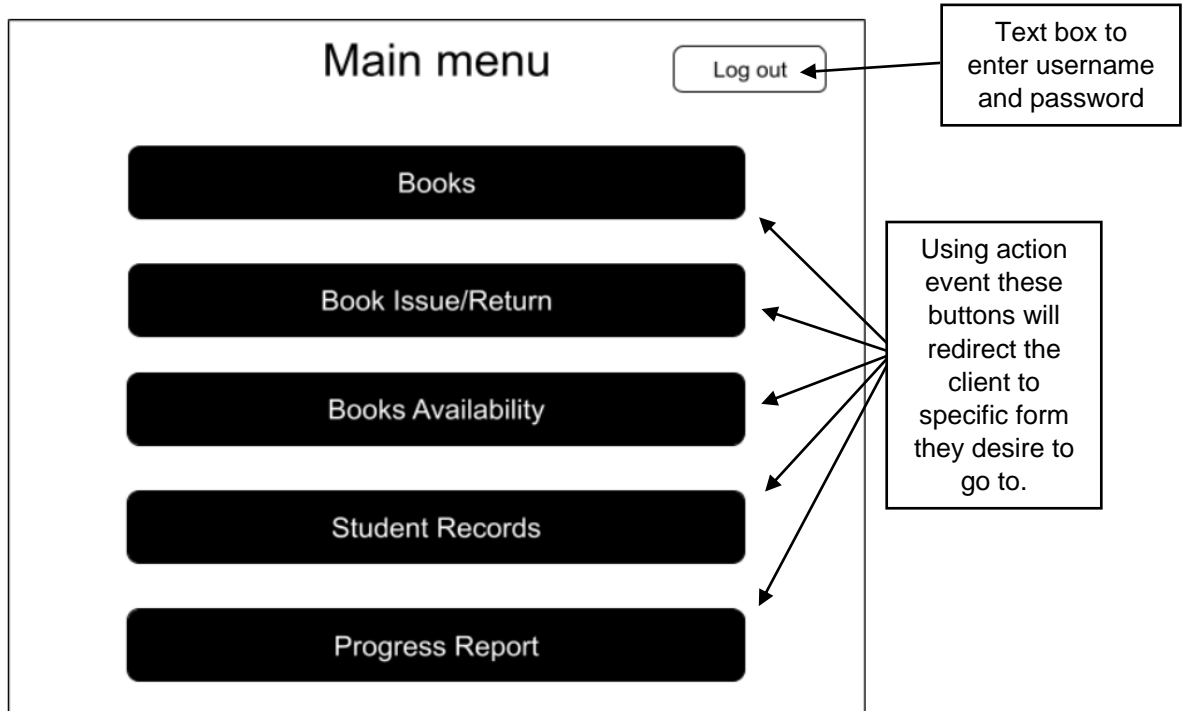 Main menu
Log out
Text box to
enter username
and password
Books
Book Issue/Return
Books Availability
Student Records
Progress Report
Using action
event these
buttons will
redirect the
client to
specific form
they desire to
go to.